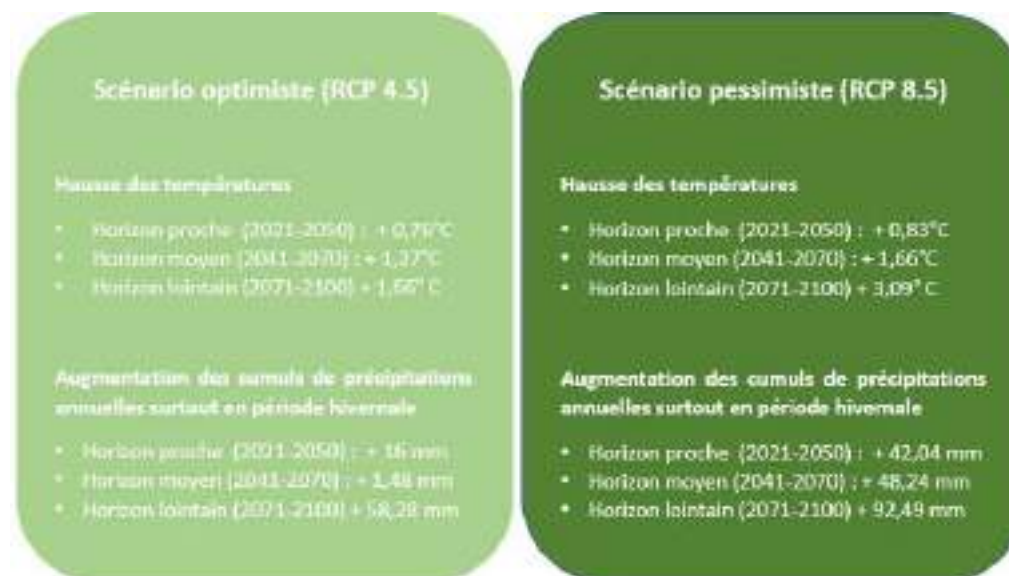 Scénario optimiste (RCP 4.5)
Hausse des températures
• Horizon proche (2021-2050) : + 0,76°C
• Horizon moyen (2041-2070) : + 1,27°C
• Horizon lointain (2071-2100) + 1,66° C
Augmentation des cumuls de précipitations
annuelles surtout en période hivernale
• Horizon proche (2021-2050) : + 16 mm
• Horizon moyen (2041-2070) : + 1,48 mm
• Horizon lointain (2071-2100) + 58,28 mm
Scénario pessimiste (RCP 8.5)
Hausse des températures
• Horizon proche (2021-2050) : + 0,83°C
• Horizon moyen (2041-2070) : + 1,66°C
• Horizon lointain (2071-2100) + 3,09° C
Augmentation des cumuls de précipitations
annuelles surtout en période hivernale
• Horizon proche (2021-2050) : + 42,04 mm
• Horizon moyen (2041-2070) : + 48,24 mm
• Horizon lointain (2071-2100) + 92,49 mm